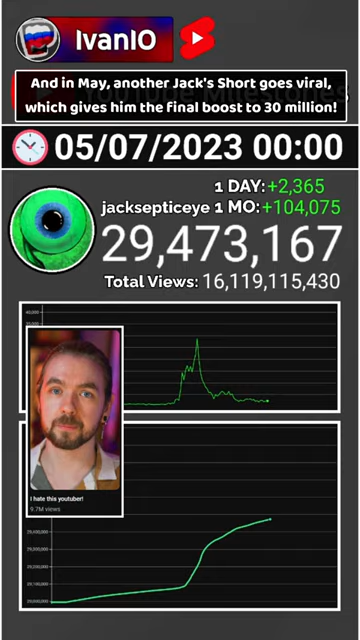 IvanIO
And in May, another Jack's Short goes viral,
which gives him the final boost to 30 million!
05/07/2023 00:00
1 DAY: +2,365
jacksepticeye 1 MO: +104,075
29,473,167
Total Views: 16,119,115,430
40,000
I hate this youtuber!
9.7M views